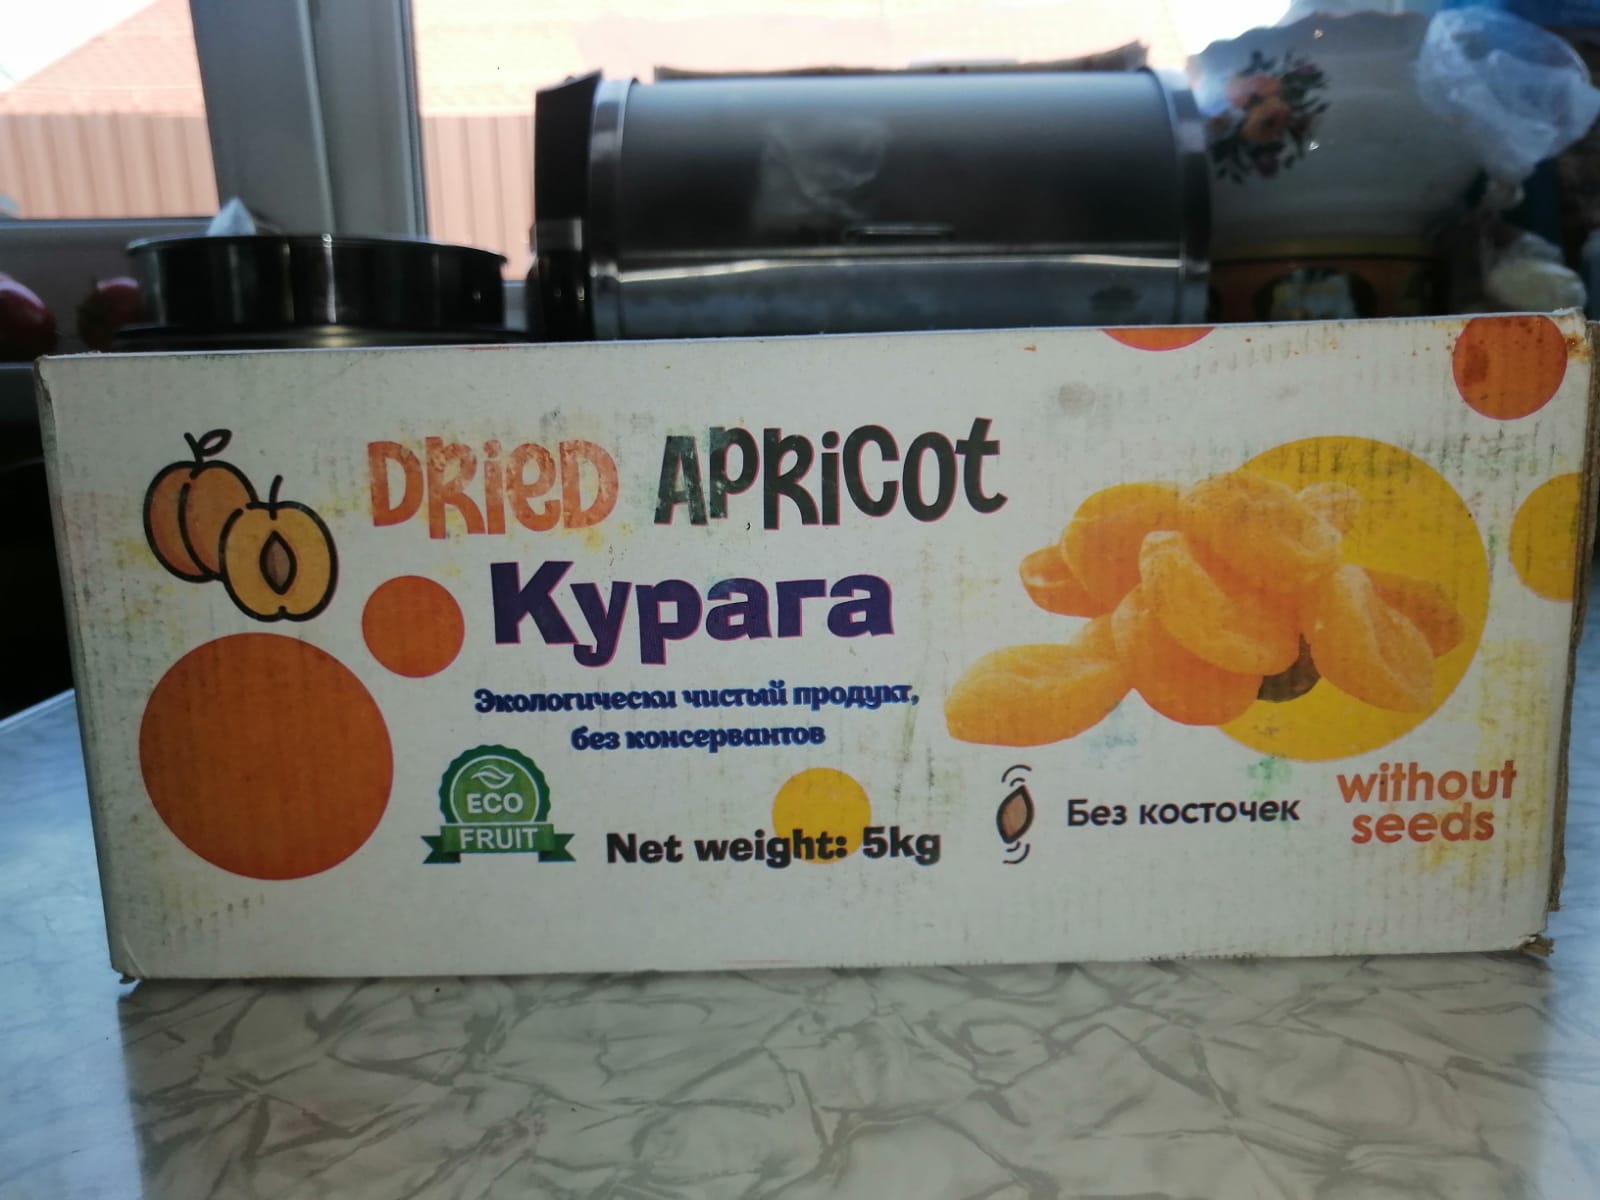 DRieD APRiCot
Курага
Экологически чистый продукт,
без консервантов
ECO
FRUIT
Net weight: 5kg
Без косточек
without
seeds